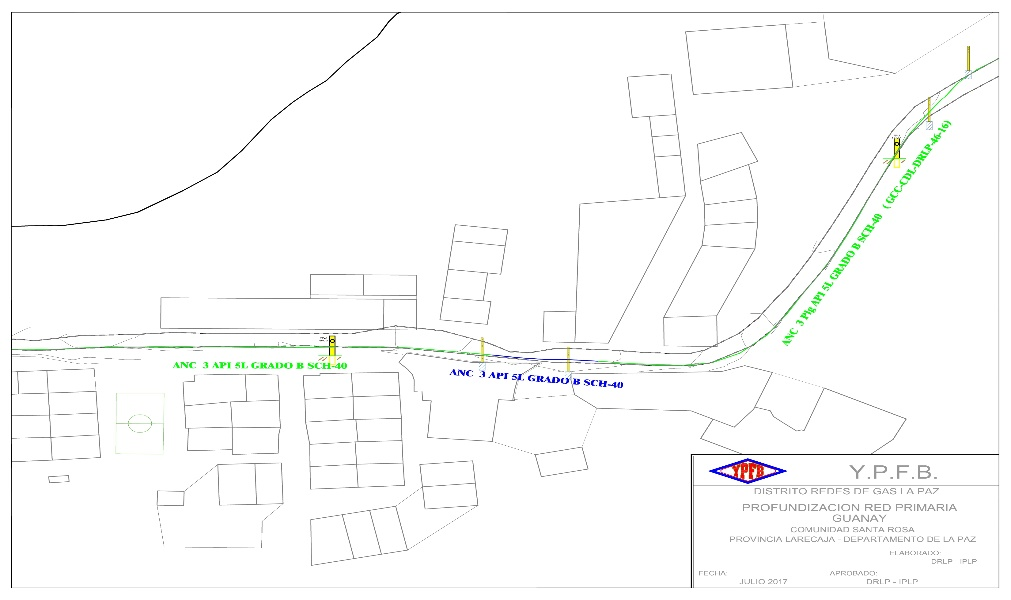 ANC 3 Plg API 5L GRADO B SCH-40 ( GCC-CDL-DRLP-46-16)
ANC 3 API 5L GRADO B SCH-40
ANC 3 API 5L GRADO B SCH-40
YPFB
Y.P.F.B.
DISTRITO REDES DE GAS LA PAZ
PROFUNDIZACION RED PRIMARIA
GUANAY
COMUNIDAD SANTA ROSA
PROVINCIA LARECAJA - DEPARTAMENTO DE LA PAZ
ELABORADO:
DRLP - IPLP
FECHA:
JULIO 2017
APROBADO:
DRLP - IPLP